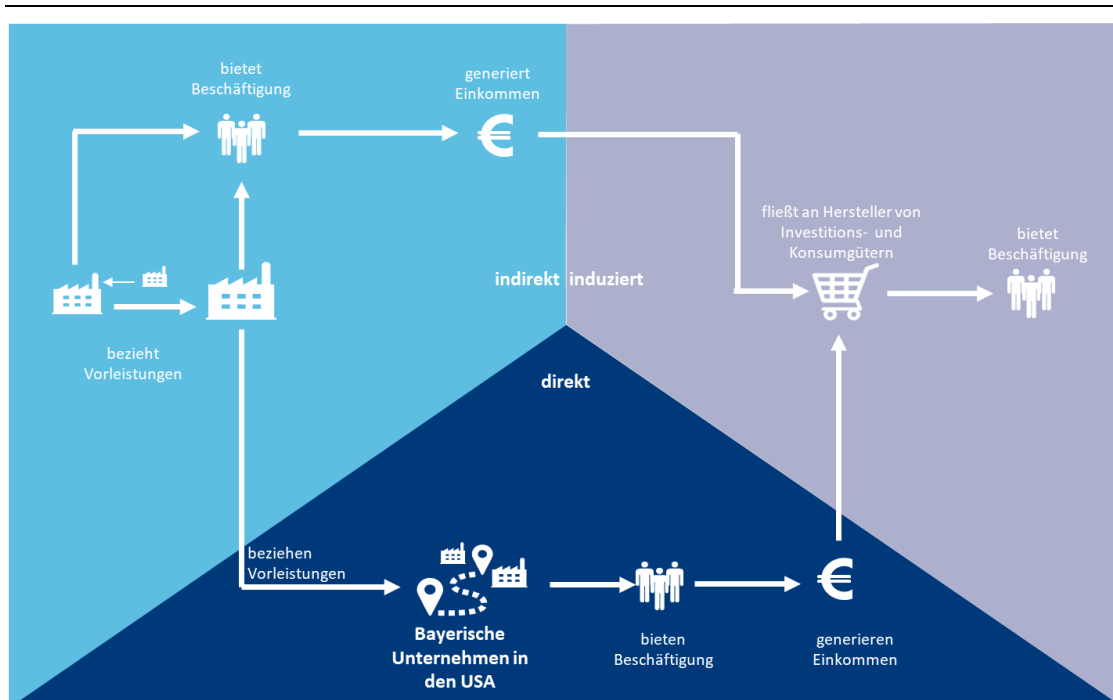 bietet
Beschäftigung
generiert
Einkommen
fließt an Hersteller von
Investitions- und
Konsumgütern
bietet
Beschäftigung
indirekt
induziert
bezieht
Vorleistungen
direkt
beziehen
Vorleistungen
Bayerische
Unternehmen in
den USA
bieten
Beschäftigung
generieren
Einkommen